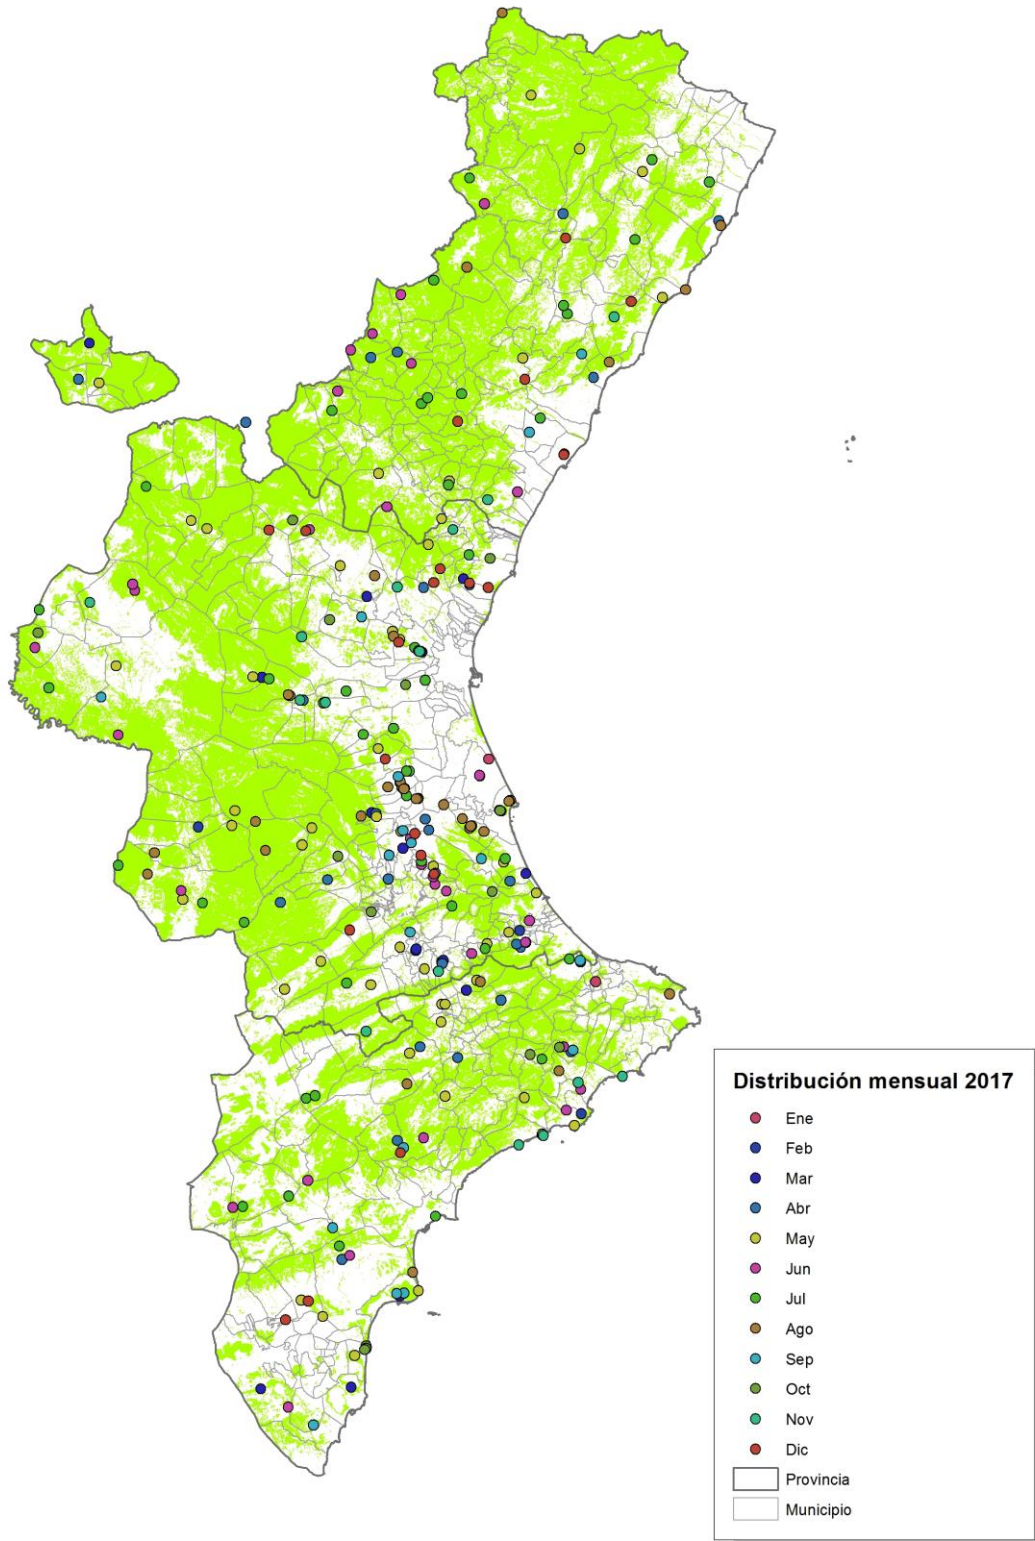 Distribución mensual 2017
Ene
Feb
Mar
Abr
May
Jun
Jul
Ago
Sep
Oct
Nov
Dic
Provincia
Municipio